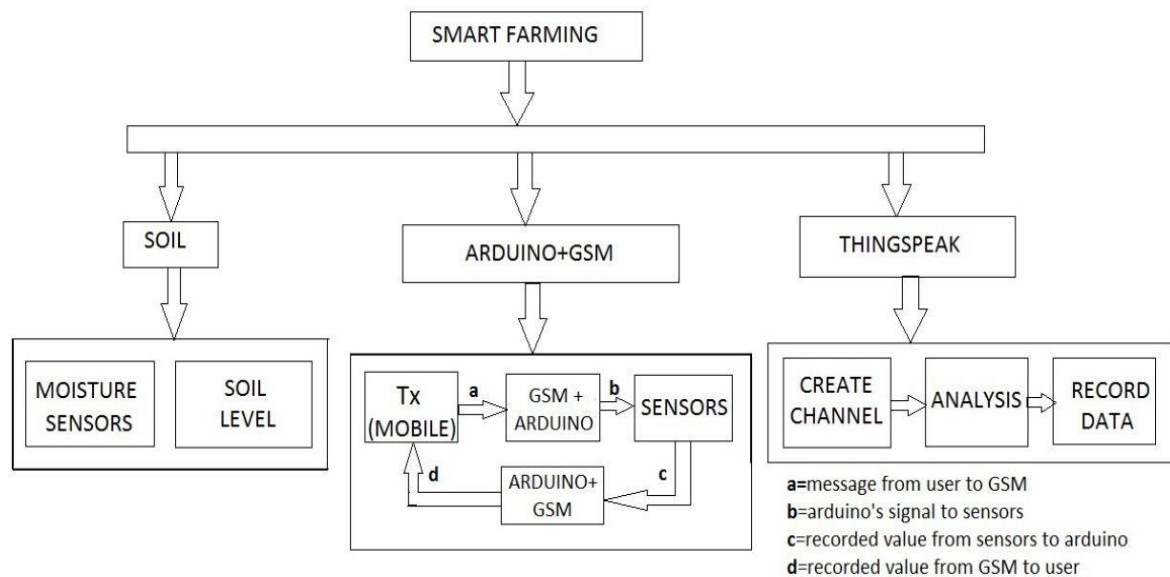 SMART FARMING
SOIL
ARDUINO+GSM
THINGSPEAK
MOISTURE
SENSORS
SOIL
LEVEL
Tx
(MOBILE)
a
GSM +
ARDUINO
b
SENSORS
c
ARDUINO+
GSM
d
CREATE
CHANNEL
ANALYSIS
RECORD
DATA
a=message from user to GSM
b=arduino's signal to sensors
c=recorded value from sensors to arduino
d=recorded value from GSM to user